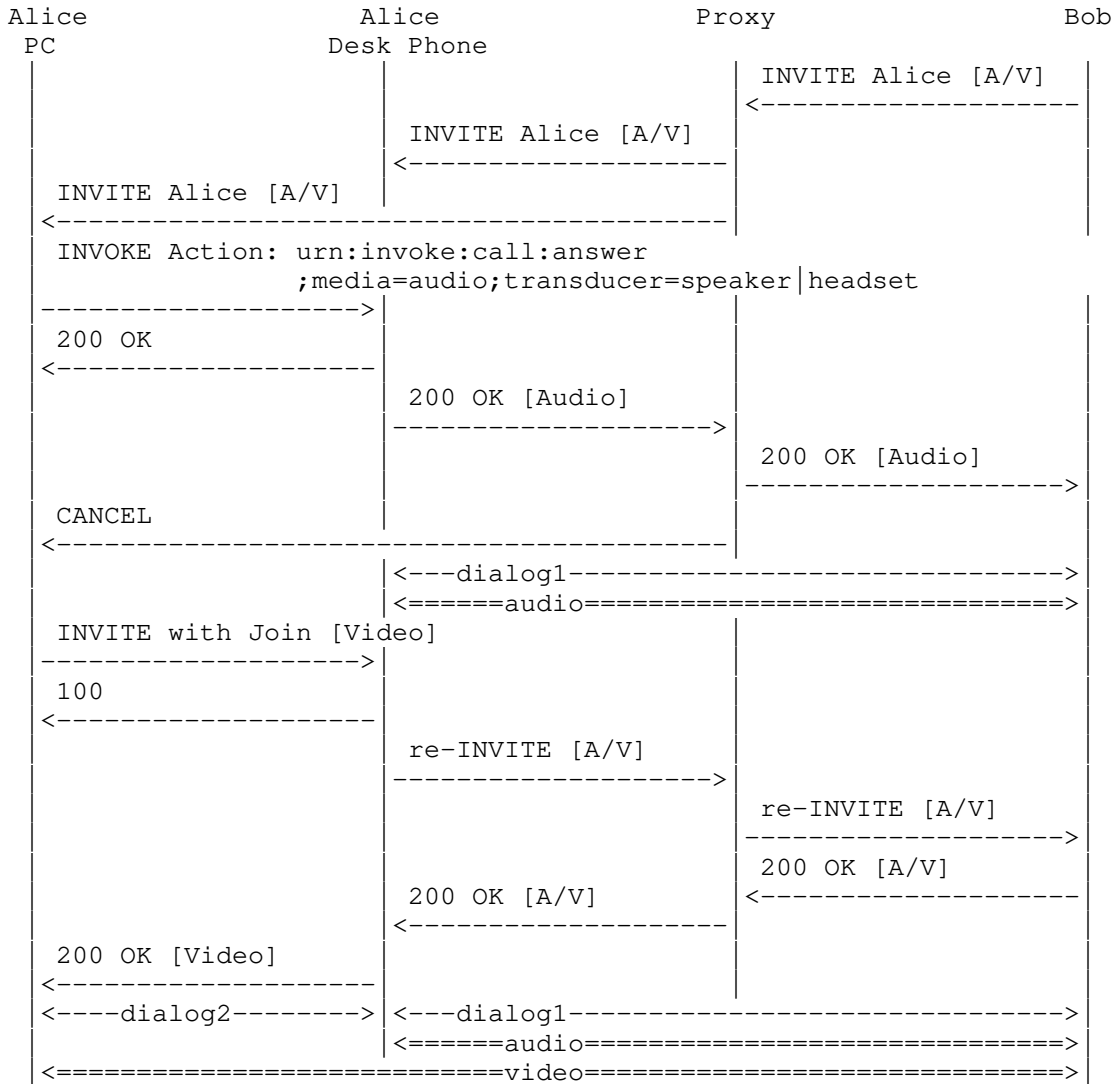 Alice Alice Proxy Bob
PC Desk Phone
INVITE Alice [A/V]
INVITE Alice [A/V]
INVITE Alice [A/V]
INVOKE Action: urn:invoke:call:answer
;media=audio;transducer=speaker|headset
200 OK
200 OK [Audio]
200 OK [Audio]
CANCEL
dialog1
audio
INVITE with Join [Video]
100
re-INVITE [A/V]
re-INVITE [A/V]
200 OK [A/V]
200 OK [A/V]
200 OK [Video]
dialog2 dialog1
audio
video